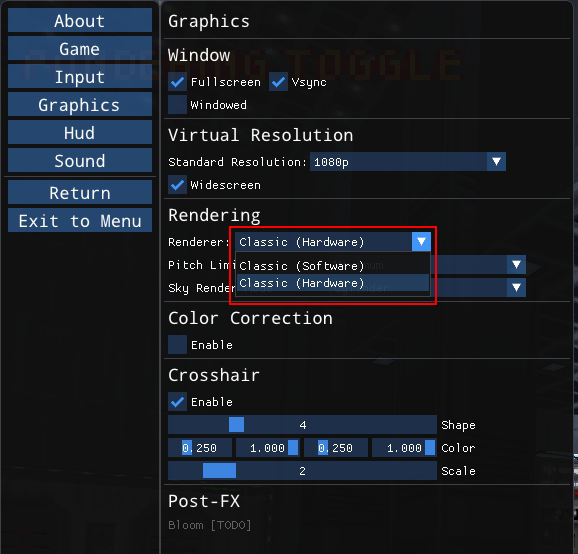 About
Game
Input
Graphics
Hud
Sound
Return
Exit to Menu
Graphics
Window
Fullscreen Vsync
Windowed
Virtual Resolution
Standard Resolution: 1080p
Widescreen
Rendering
Renderer: Classic (Hardware)
Classic (Software)
Classic (Hardware)
Pitch Limi
Sky Render
Color Correction
Enable
Crosshair
Enable
4 Shape
0.250 1.000 0.250 1.000 Color
2 Scale
Post-FX
Bloom [TODO]
TOGGLE